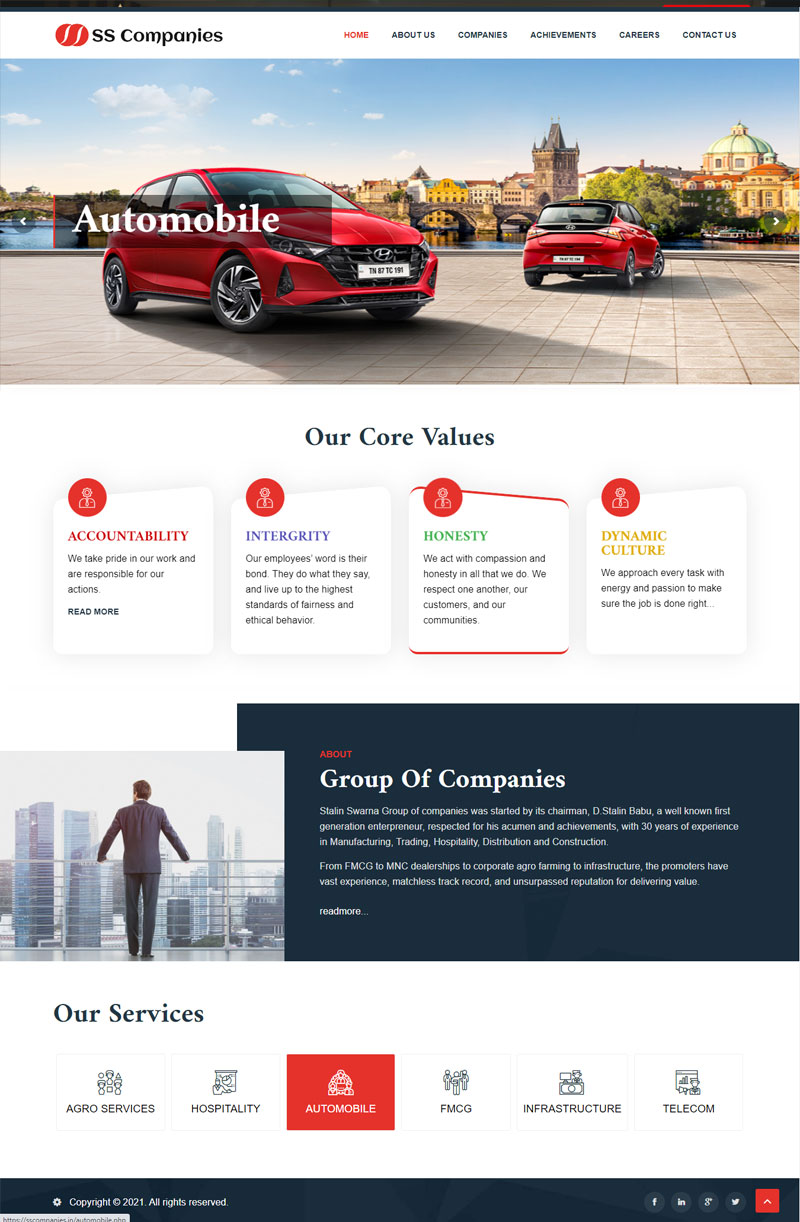 SS Companies
HOME ABOUT US COMPANIES ACHIEVEMENTS CAREERS CONTACT US
Automobile
TN 87 TC 191
TN 87 TC 194
Our Core Values
ACCOUNTABILITY
We take pride in our work and
are responsible for our
actions.
READ MORE
INTERGRITY
Our employees' word is their
bond. They do what they say,
and live up to the highest
standards of fairness and
ethical behavior.
HONESTY
We act with compassion and
honesty in all that we do. We
respect one another, our
customers, and our
communities.
DYNAMIC
CULTURE
We approach every task with
energy and passion to make
sure the job is done right...
ABOUT
Group Of Companies
Stalin Swarna Group of companies was started by its chairman, D.Stalin Babu, a well known first
generation enterpreneur, respected for his acumen and achievements, with 30 years of experience
in Manufacturing, Trading, Hospitality, Distribution and Construction.
From FMCG to MNC dealerships to corporate agro farming to infrastructure, the promoters have
vast experience, matchless track record, and unsurpassed reputation for delivering value.
readmore...
Our Services
AGRO SERVICES
HOSPITALITY
AUTOMOBILE
FMCG
INFRASTRUCTURE
TELECOM
Copyright © 2021. All rights reserved.
https://sscompanies.in/automobile.php